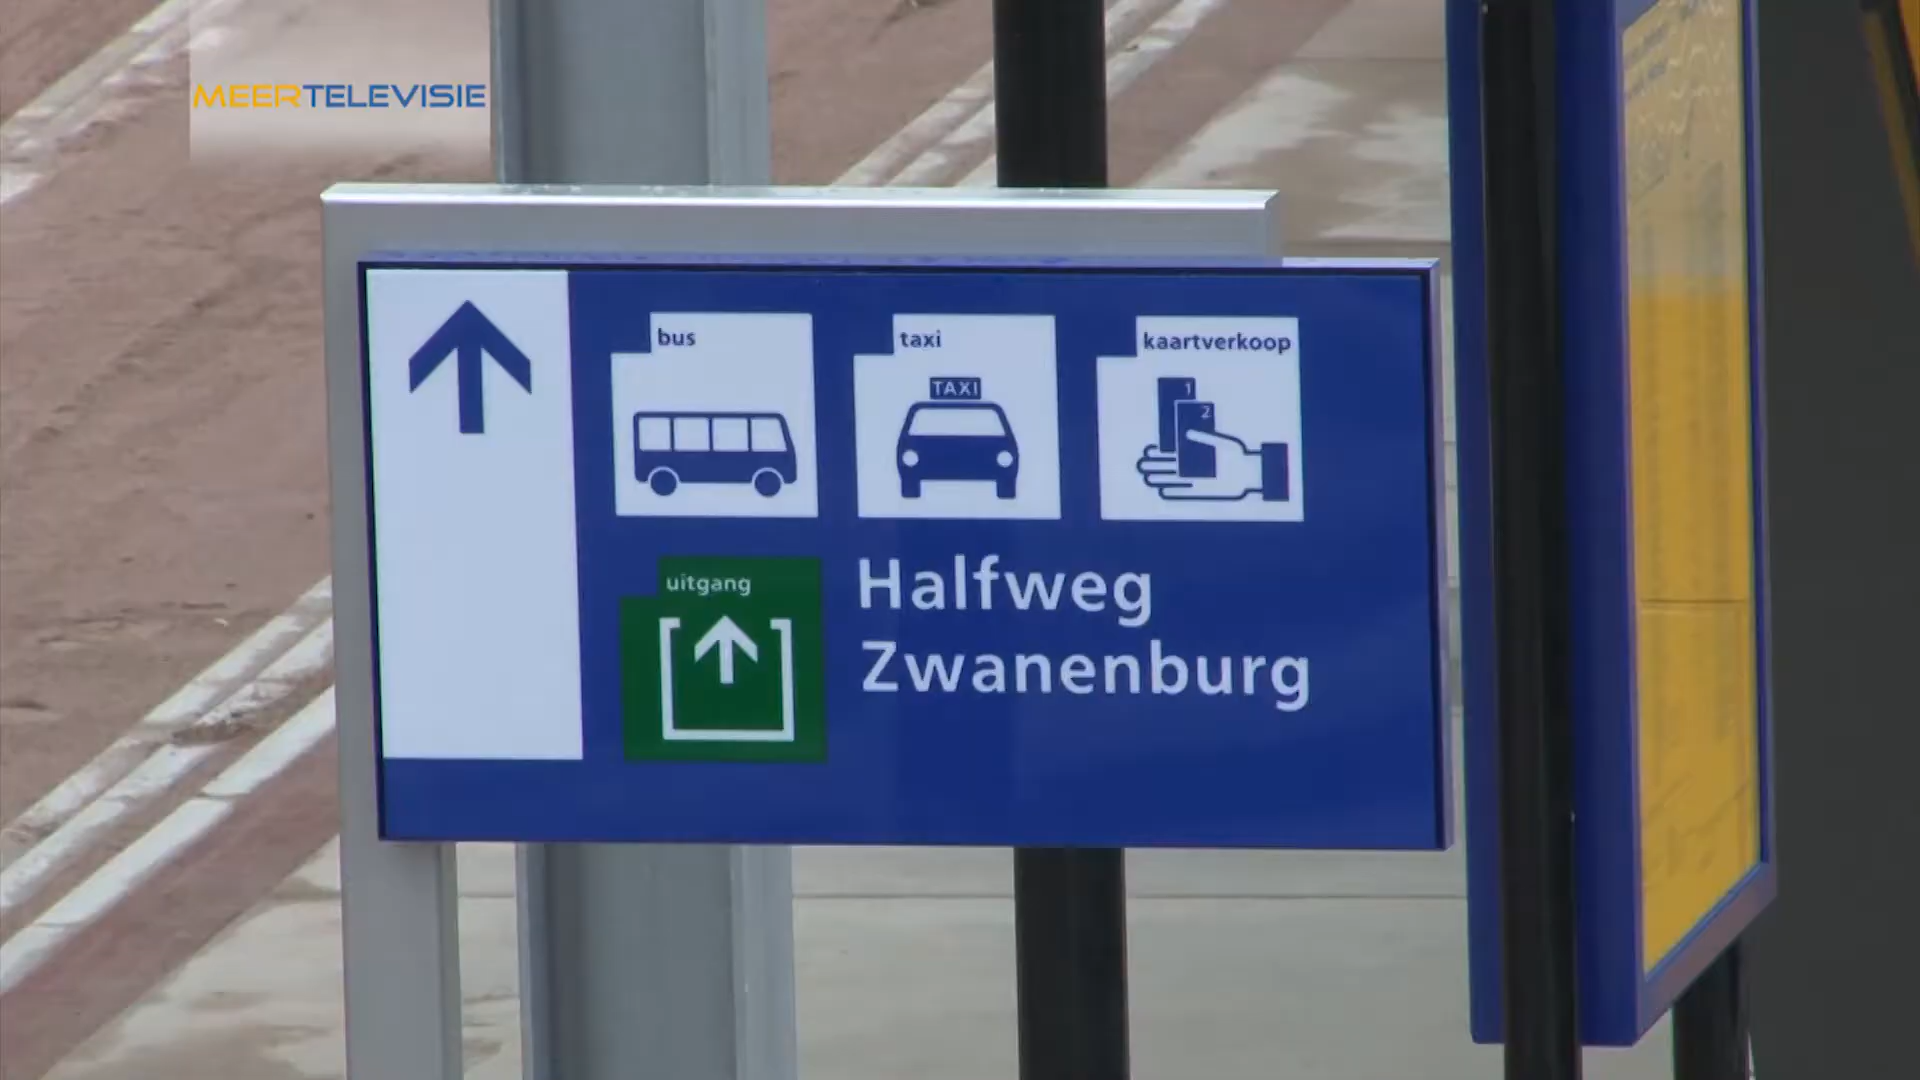 MEERTELEVISIE
bus
taxi
kaartverkoop
TAXI
1
2
uitgang
Halfweg
Zwanenburg